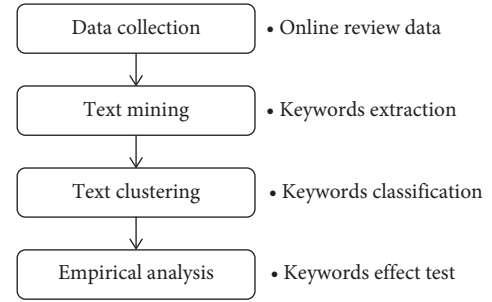 Data collection • Online review data
Text mining • Keywords extraction
Text clustering • Keywords classification
Empirical analysis • Keywords effect test